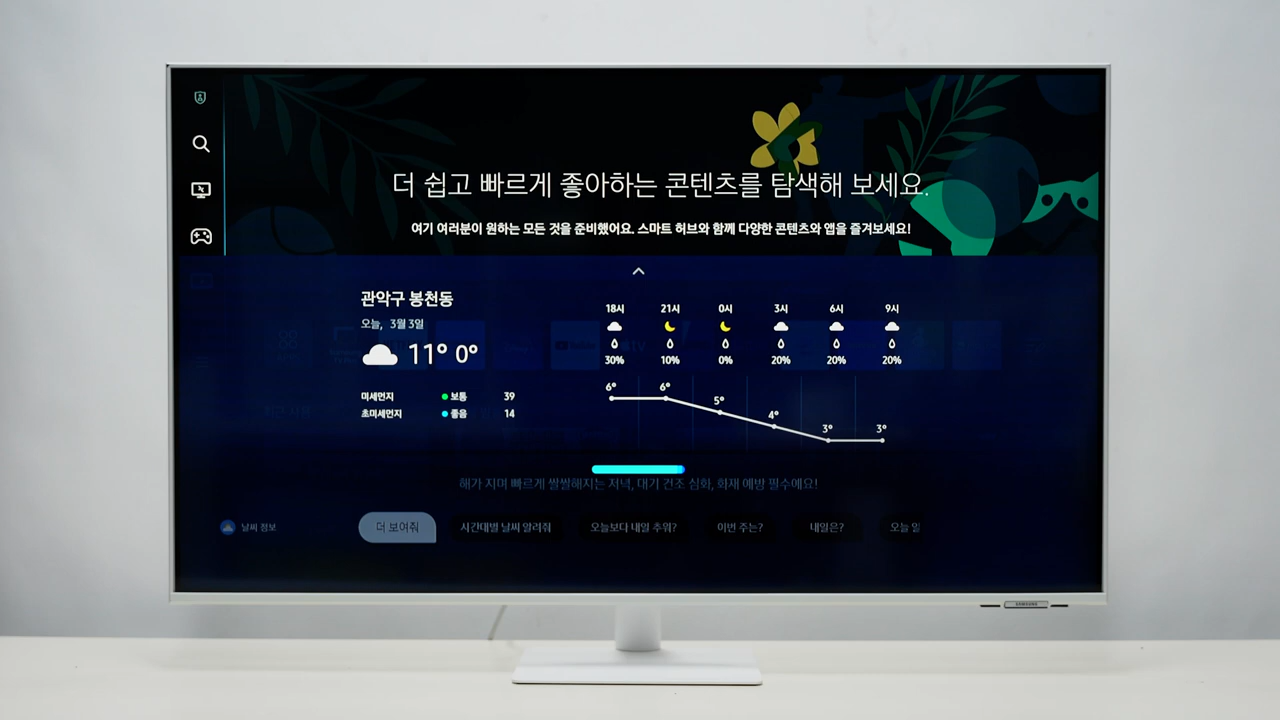 더 쉽고 빠르게 좋아하는 콘텐츠를 탐색해 보세요.
여기 여러분이 원하는 모든 것을 준비했어요. 스마트 허브와 함께 다양한 콘텐츠와 앱을 즐겨보세요!
관악구 봉천동
오늘, 3월 3일
11° 0°
미세먼지 보통 39
초미세먼지 좋음 14
18시 21시 0시 3시 6시 9시
30% 10% 0% 20% 20% 20%
6° 6° 5° 4° 3° 3°
해가 지며 빠르게 쌀쌀해지는 저녁, 대기 건조 심화, 화재 예방 필수예요!
날씨 정보
더 보여줘 시간대별 날씨 알려줘 오늘보다 내일 추워? 이번 주는? 내일은? 오늘
SAMSUNG